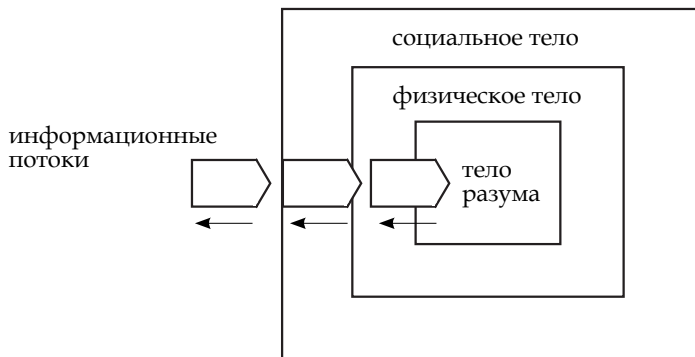 социальное тело
физическое тело
информационные
потоки
тело
разума